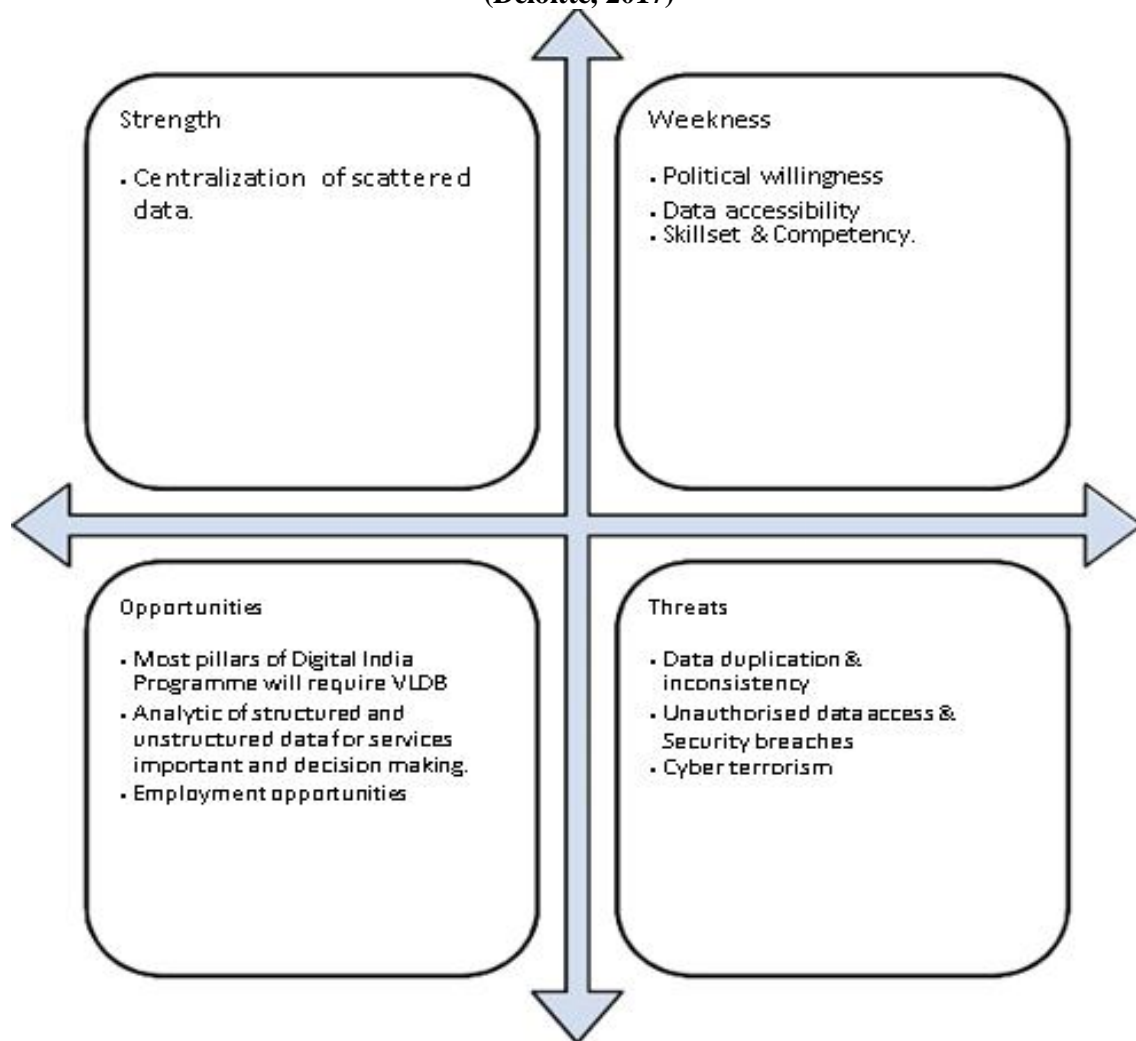 (Deloitte, 2017)
Strength
• Centralization of scattered
data.
Weekness
• Political willingness
• Data accessibility
• Skillset & Competency.
Opportunities
• Most pillars of Digital India
Programme will require VLDB
• Analytic of structured and
unstructured data for services
important and decision making.
• Employment opportunities
Threats
• Data duplication &
inconsistency
• Unauthorised data access &
Security breaches
• Cyber terrorism